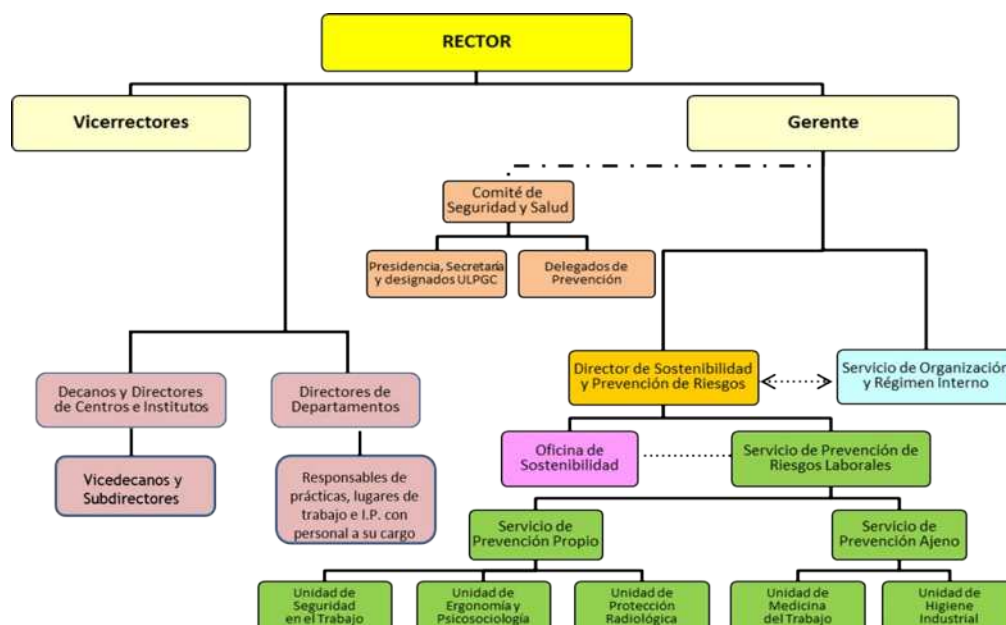 RECTOR
Vicerrectores
Gerente
Comité de
Seguridad y Salud
Presidencia, Secretaría
y designados ULPGC
Delegados de
Prevención
Director de Sostenibilidad
y Prevención de Riesgos
Servicio de Organización
y Régimen Interno
Decanos y Directores
de Centros e Institutos
Directores de
Departamentos
Oficina de
Sostenibilidad
Servicio de Prevención de
Riesgos Laborales
Vicedecanos y
Subdirectores
Responsables de
prácticas, lugares de
trabajo e I.P. con
personal a su cargo
Servicio de
Prevención Propio
Servicio de
Prevención Ajeno
Unidad de
Seguridad
en el Trabajo
Unidad de
Ergonomía y
Psicosociología
Unidad de
Protección
Radiológica
Unidad de
Medicina
del Trabajo
Unidad de
Higiene
Industrial